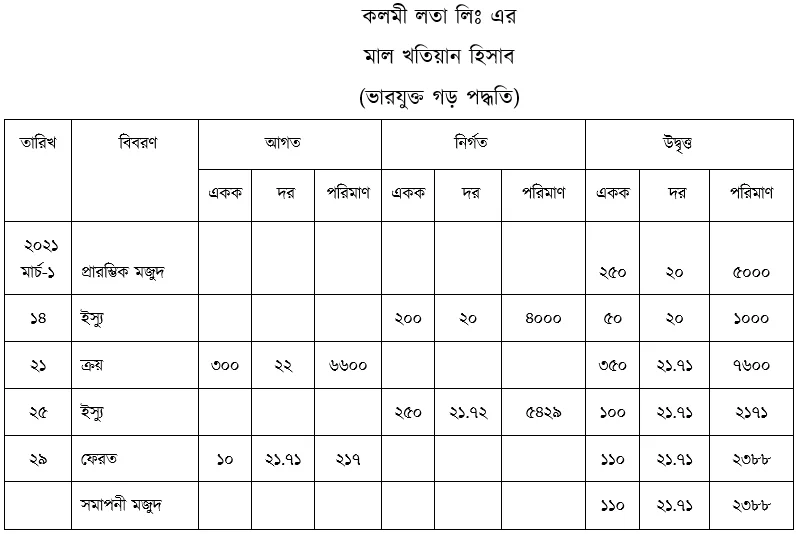 কলমী লতা লিঃ এর
মাল খতিয়ান হিসাব
(ভারযুক্ত গড় পদ্ধতি)
তারিখ বিবরণ আগত নির্গত উদ্বৃত্ত
একক দর পরিমাণ একক দর পরিমাণ একক দর পরিমাণ
২০২১
মার্চ-১ প্রারম্ভিক মজুদ ২৫০ ২০ ৫০০০
১৪ ইস্যু ২০০ ২০ ৪০০০ ৫০ ২০ ১০০০
২১ ক্রয় ৩০০ ২২ ৬৬০০ ৩৫০ ২১.৭১ ৭৬০০
২৫ ইস্যু ২৫০ ২১.৭২ ৫৪২৯ ১০০ ২১.৭১ ২১৭১
২৯ ফেরত ১০ ২১.৭১ ২১৭ ১১০ ২১.৭১ ২৩৮৮
সমাপনী মজুদ ১১০ ২১.৭১ ২৩৮৮